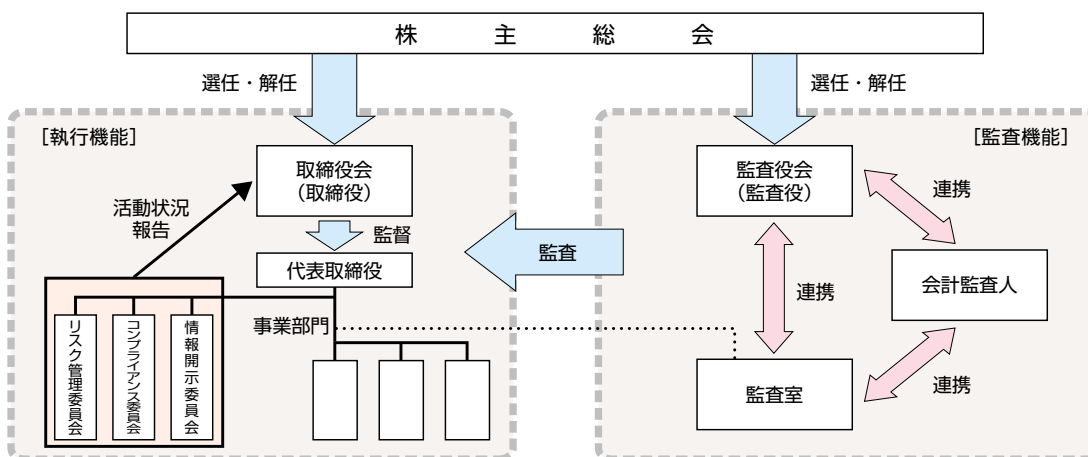 株主総会
選任・解任
選任・解任
[執行機能]
[監査機能]
取締役会
(取締役)
監査役会
(監査役)
連携
活動状況
報告
監督
監査
代表取締役
会計監査人
連携
事業部門
リスク管理委員会
コンプライアンス委員会
情報開示委員会
監査室
連携